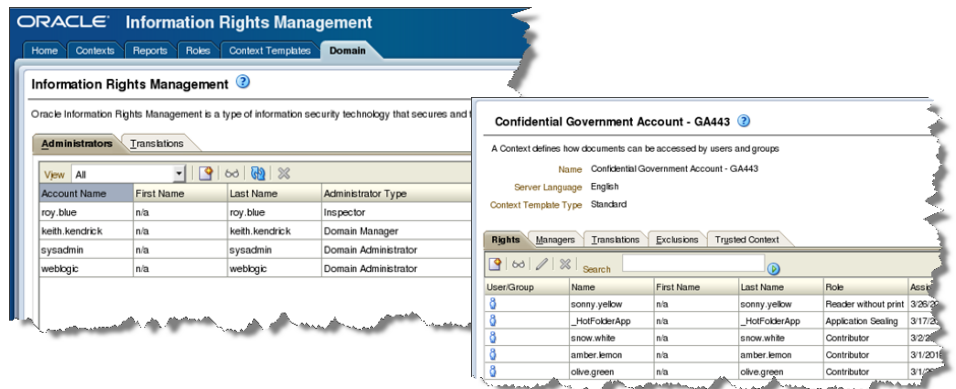 ORACLE Information Rights Management
Home Contexts Reports Roles Context Templates Domain
Information Rights Management
Oracle Information Rights Management is a type of information security technology that secures and
Administrators Translations
View All
Account Name First Name Last Name Administrator Type
roy.blue n/a roy.blue Inspector
keith.kendrick n/a keith.kendrick Domain Manager
sysadmin n/a sysadmin Domain Administrator
weblogic n/a weblogic Domain Administrator
Confidential Government Account - GA443
A Context defines how documents can be accessed by users and groups
Name Confidential Government Account - GA443
Server Language English
Context Template Type Standard
Rights Managers Translations Exclusions Trusted Context
Search
User/Group Name First Name Last Name Role
sonny.yellow n/a sonny.yellow Reader without print
_HotFolderApp n/a _HotFolderApp Application Sealing
snow.white n/a snow.white Contributor
amber.lemon n/a amber.lemon Contributor
olive.green n/a olive.green Contributor